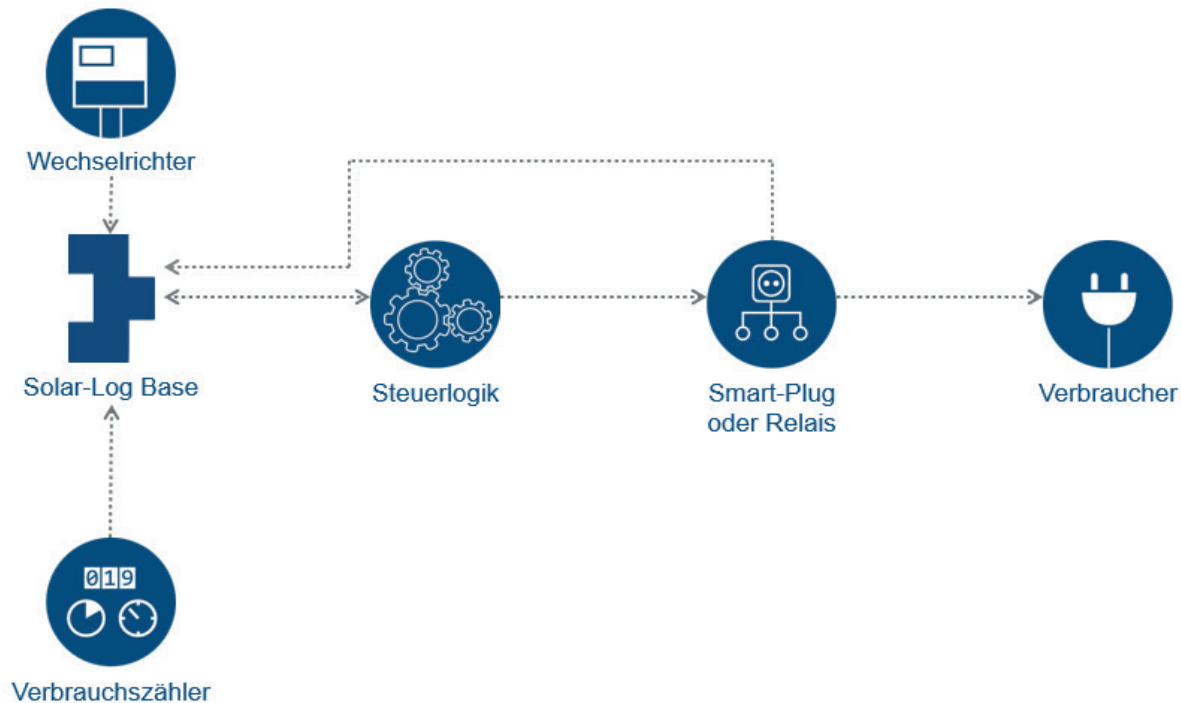 Wechselrichter
Solar-Log Base
Steuerlogik
Smart-Plug
oder Relais
Verbraucher
019
Verbrauchszähler